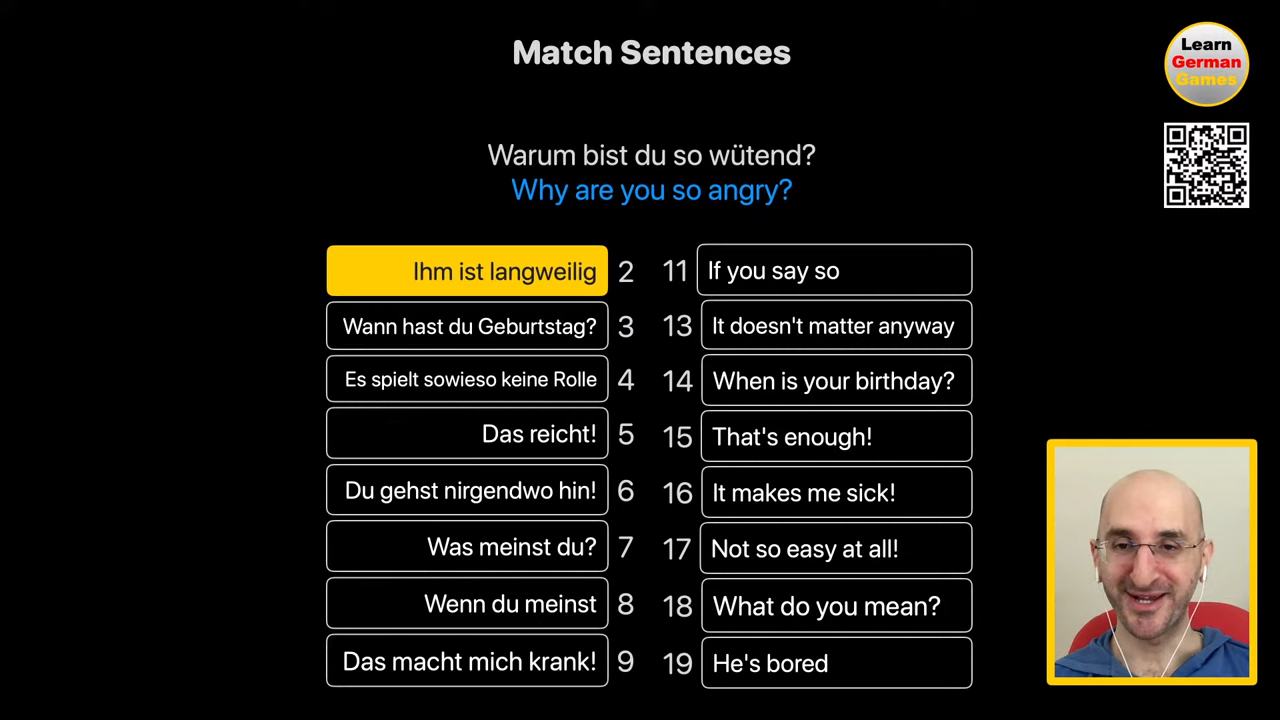 Match Sentences
Learn
German
Games
Warum bist du so wütend?
Why are you so angry?
Ihm ist langweilig 2 11 If you say so
Wann hast du Geburtstag? 3 13 It doesn't matter anyway
Es spielt sowieso keine Rolle 4 14 When is your birthday?
Das reicht! 5 15 That's enough!
Du gehst nirgendwo hin! 6 16 It makes me sick!
Was meinst du? 7 17 Not so easy at all!
Wenn du meinst 8 18 What do you mean?
Das macht mich krank! 9 19 He's bored